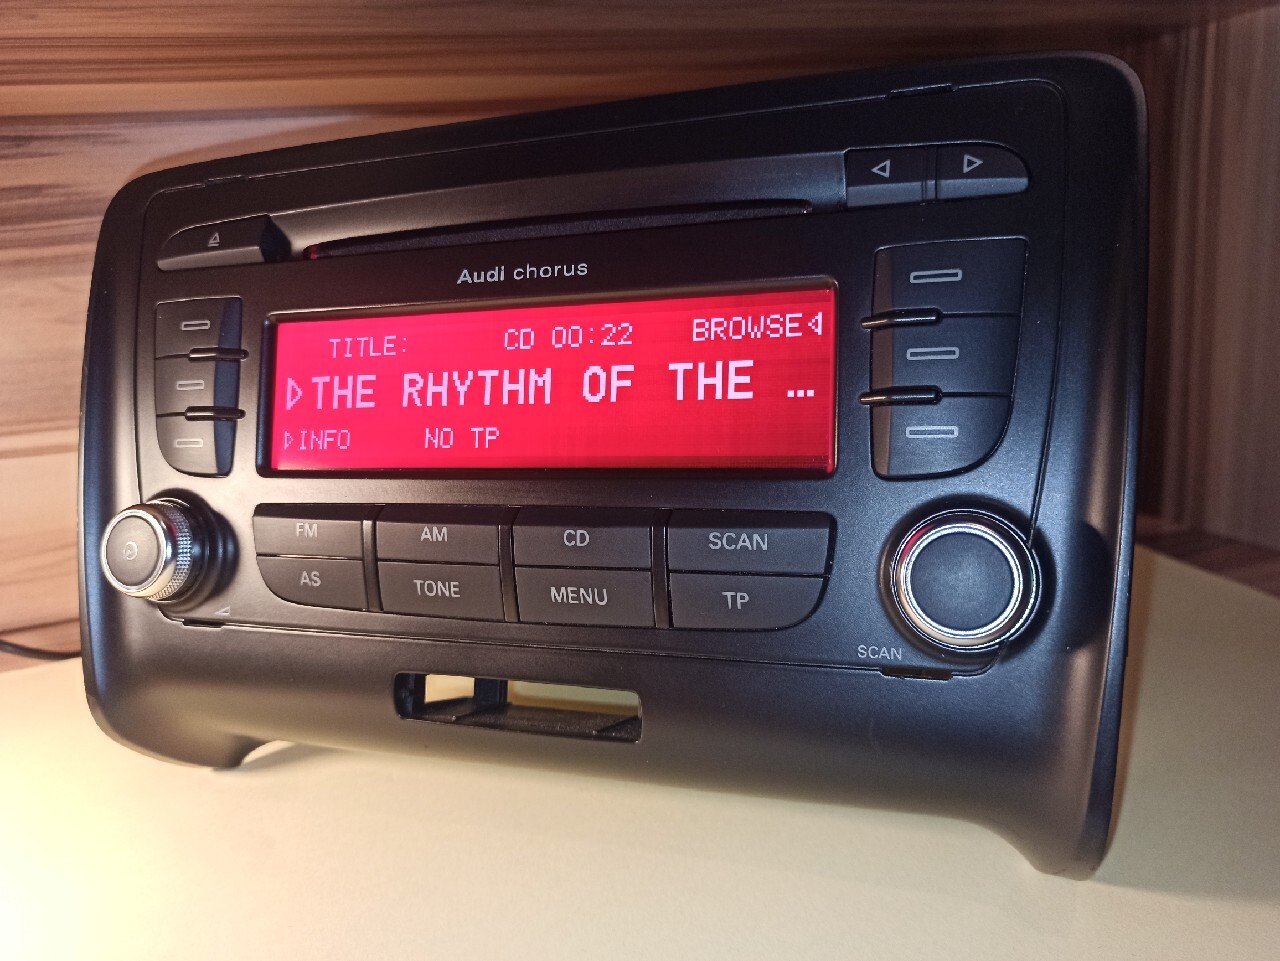 Audi chorus
TITLE: CD 00:22 BROWSE
THE RHYTHM OF THE ...
INFO NO TP
FM AM CD SCAN
AS TONE MENU TP
SCAN